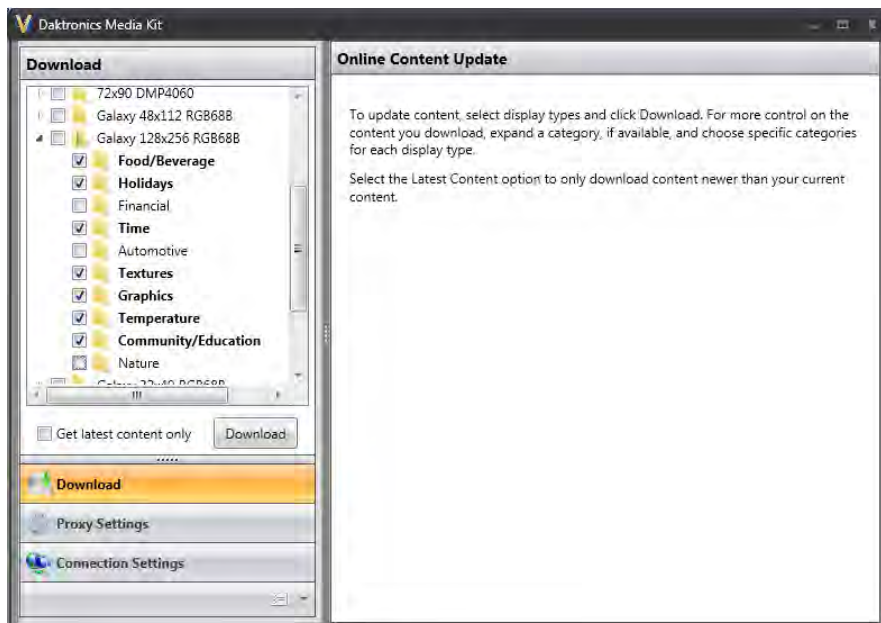 Daktronics Media Kit
Download
72x90 DMP4060
Galaxy 48x112 RGB68B
Galaxy 128x256 RGB68B
Food/Beverage
Holidays
Financial
Time
Automotive
Textures
Graphics
Temperature
Community/Education
Nature
Get latest content only
Download
Download
Proxy Settings
Connection Settings
Online Content Update
To update content, select display types and click Download. For more control on the
content you download, expand a category, if available, and choose specific categories
for each display type.
Select the Latest Content option to only download content newer than your current
content.